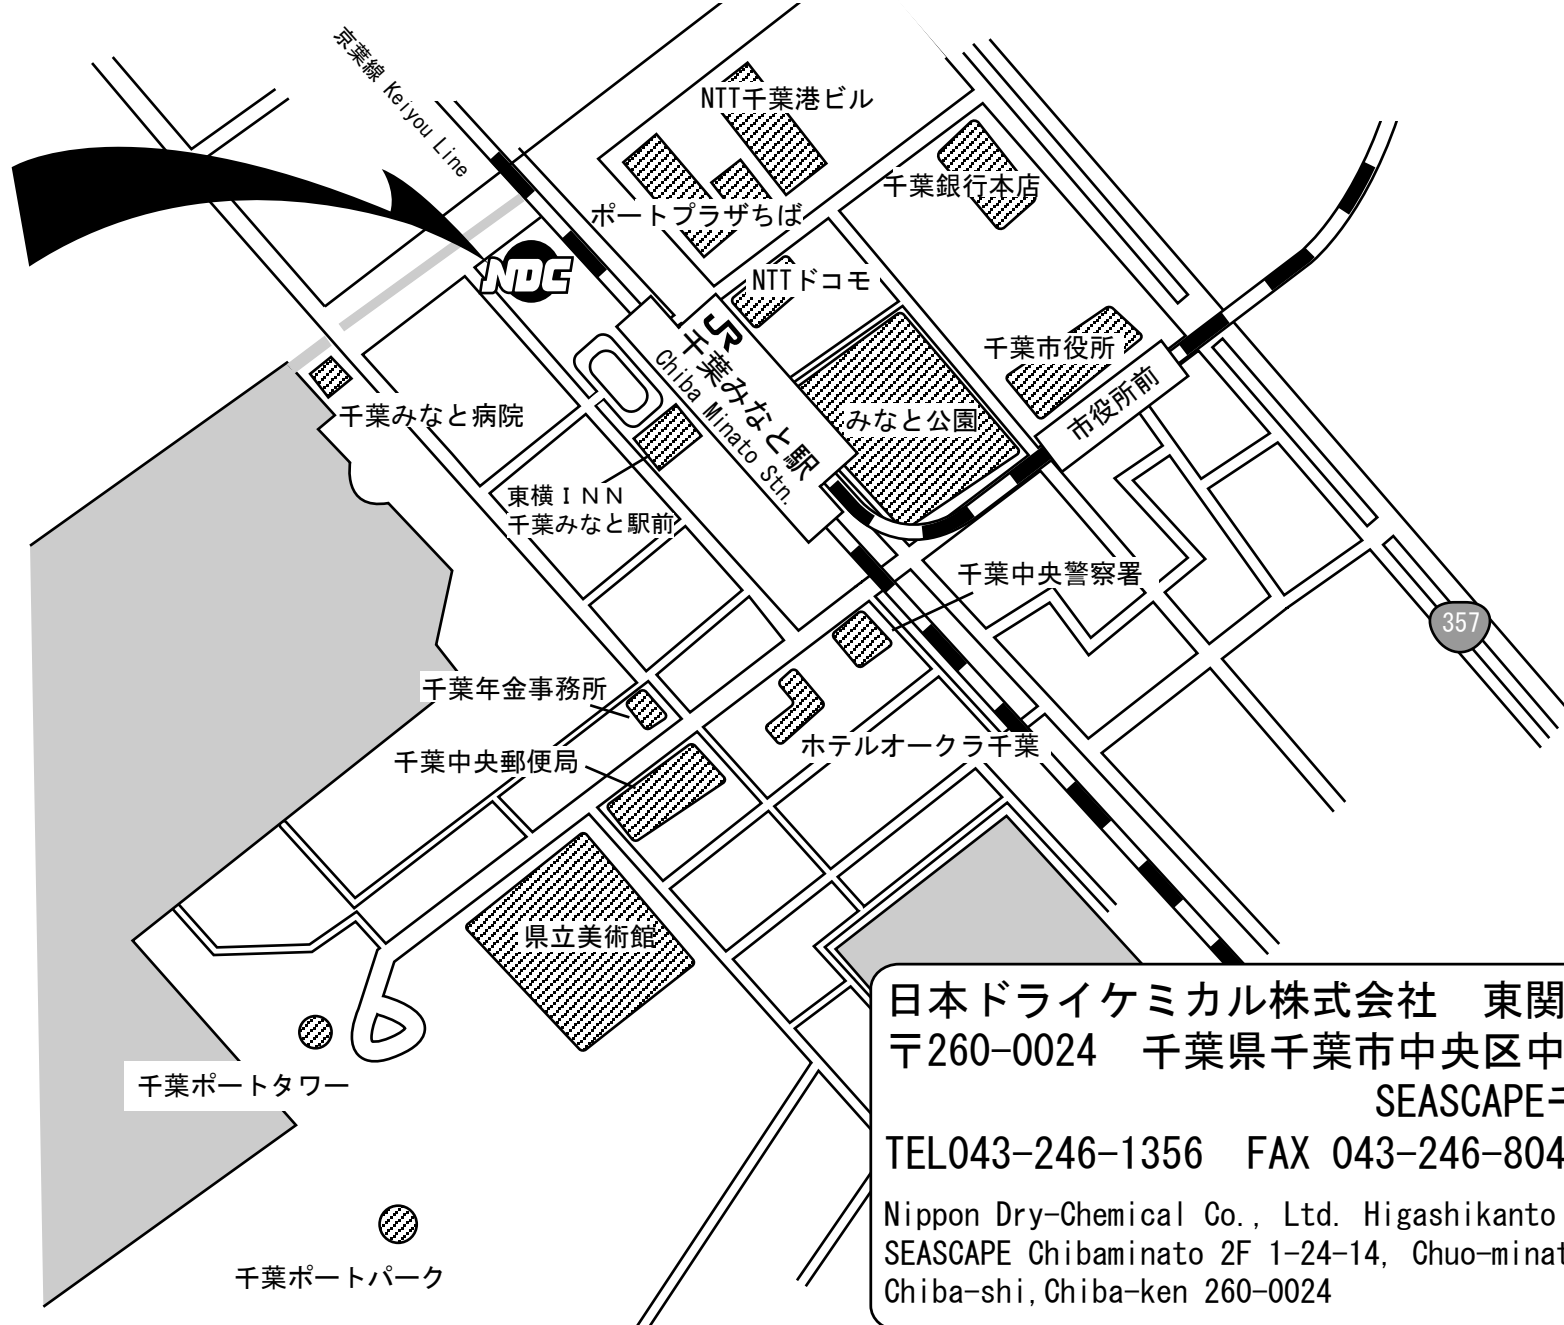 京葉線 Keiyou Line
NTT千葉港ビル
千葉銀行本店
ポートプラザちば
NDC
NTTドコモ
JR
千葉みなと駅
Chiba Minato Stn.
千葉市役所
市役所前
みなと公園
千葉みなと病院
東横ＩＮＮ
千葉みなと駅前
千葉中央警察署
357
千葉年金事務所
ホテルオークラ千葉
千葉中央郵便局
県立美術館
千葉ポートタワー
千葉ポートパーク
日本ドライケミカル株式会社　東関
〒260-0024　千葉県千葉市中央区中
SEASCAPE
TEL043-246-1356　FAX 043-246-804
Nippon Dry-Chemical Co., Ltd. Higashikanto
SEASCAPE Chibaminato 2F 1-24-14, Chuo-minat
Chiba-shi,Chiba-ken 260-0024